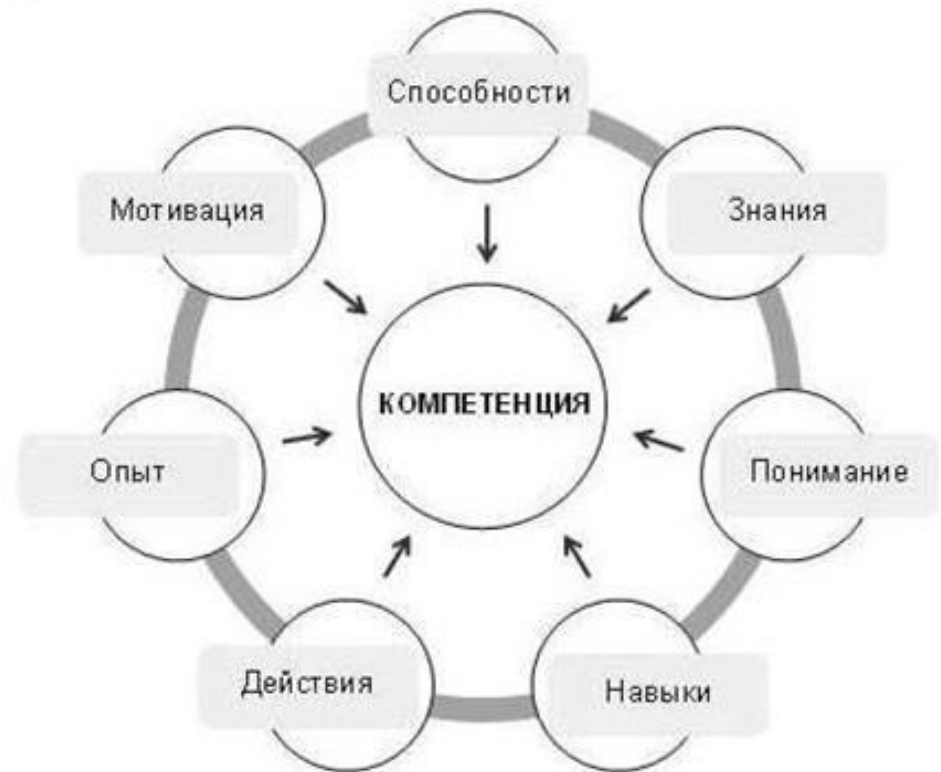 Способности
Мотивация
Знания
КОМПЕТЕНЦИЯ
Опыт
Понимание
Действия
Навыки